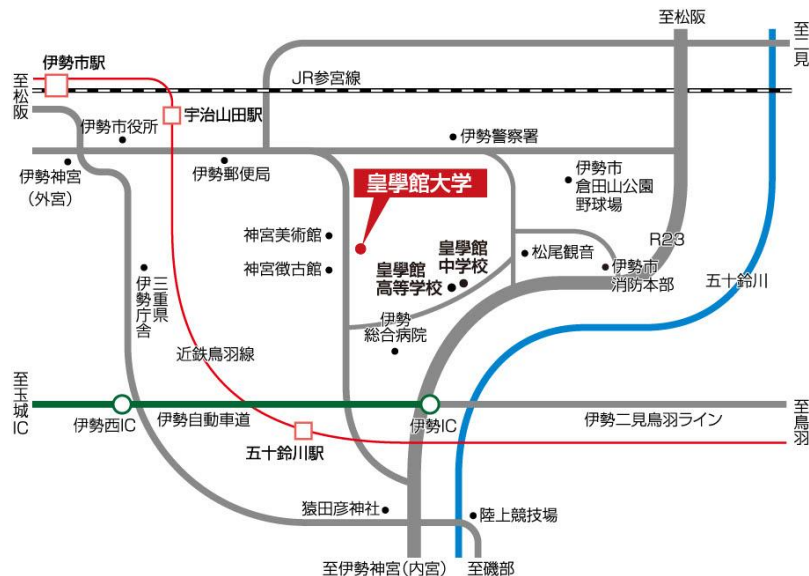 至松阪
至二見
伊勢市駅
JR参宮線
至松阪
宇治山田駅
伊勢市役所
伊勢警察署
伊勢神宮
(外宮)
伊勢郵便局
皇學館大学
伊勢市
倉田山公園
野球場
神宮美術館
神宮徴古館
皇學館
中学校
皇學館
高等学校
松尾観音
R23
伊勢市
消防本部
五十鈴川
三重県
伊勢庁舎
伊勢
総合病院
近鉄鳥羽線
至玉城IC
伊勢西IC
伊勢自動車道
伊勢IC
伊勢二見鳥羽ライン
至鳥羽
五十鈴川駅
猿田彦神社
陸上競技場
至伊勢神宮(内宮)
至磯部